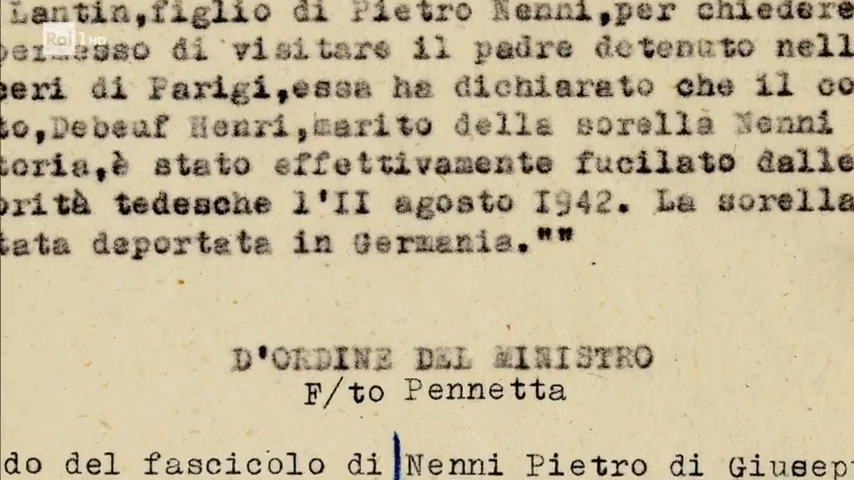 Lantin,figlio di Pietro Nenni,per chiedere
Rai 1 HD
permesso di visitare il padre detenuto nell
ceri di Parigi,essa ha dichiarato che il co
to,Debeuf Henri,marito della sorella Nenni
toria,è stato effettivamente fucilato dalle
orità tedesche l'II agosto 1942. La sorella
tata deportata in Germania.""
D'ORDINE DEL MINISTRO
F/to Pennetta
do del fascicolo di Nenni Pietro di Giusep